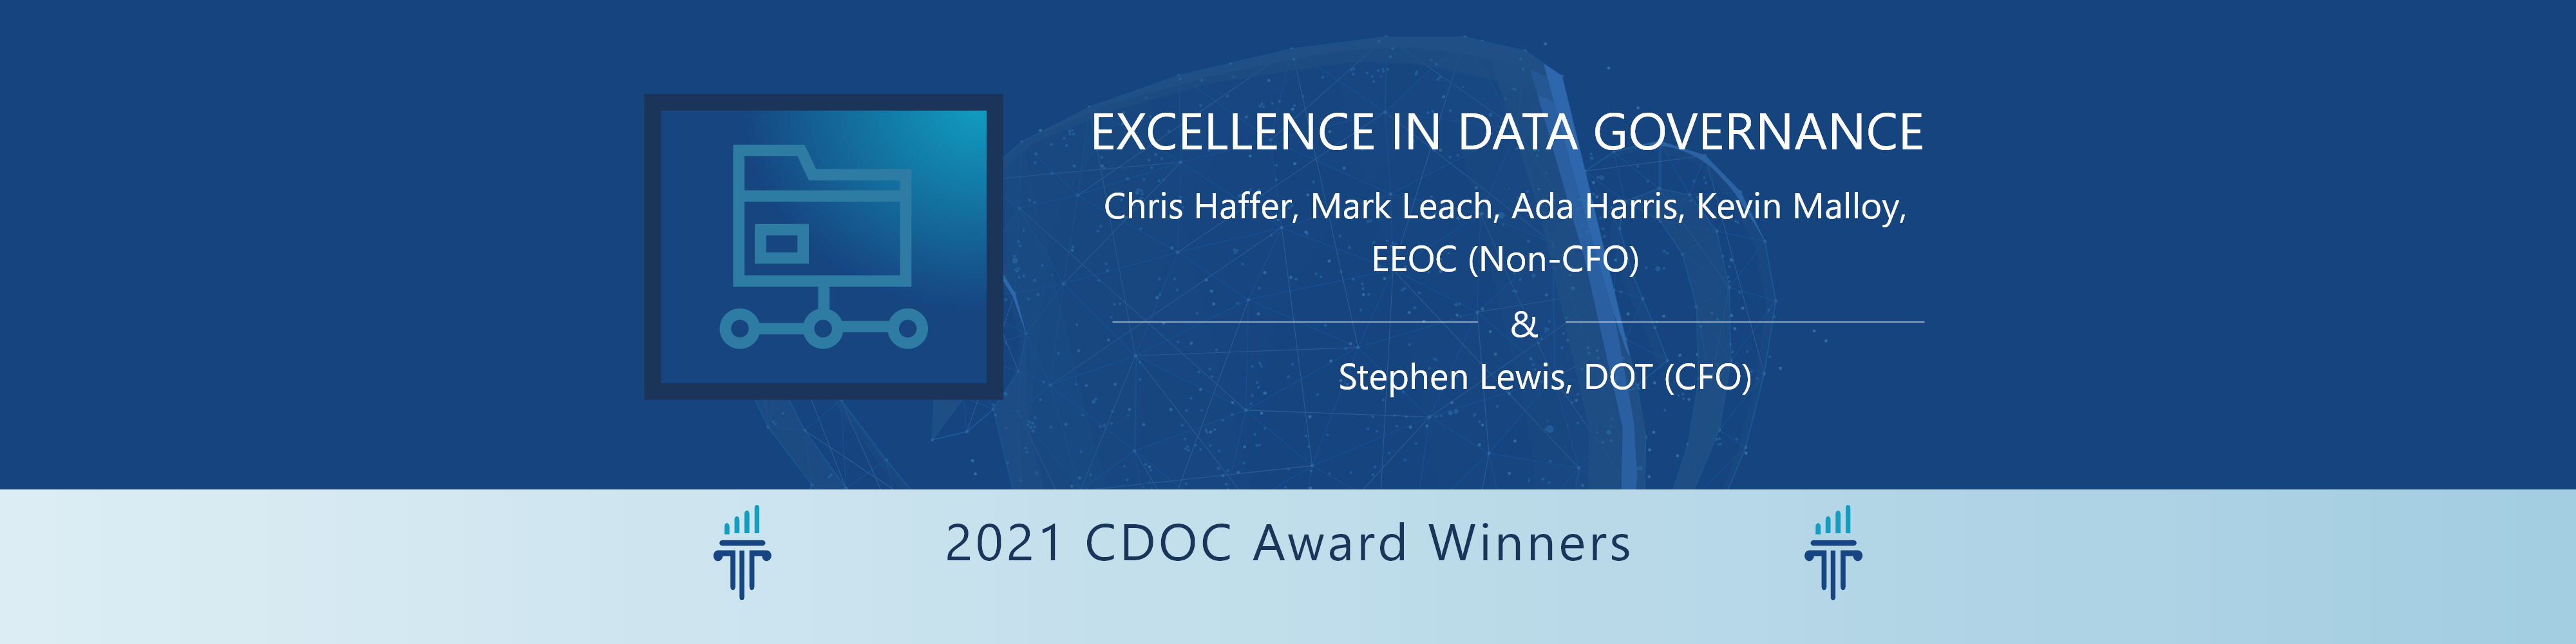 EXCELLENCE IN DATA GOVERNANCE
Chris Haffer, Mark Leach, Ada Harris, Kevin Malloy,
EEOC (Non-CFO)
&
Stephen Lewis, DOT (CFO)
2021 CDOC Award Winners